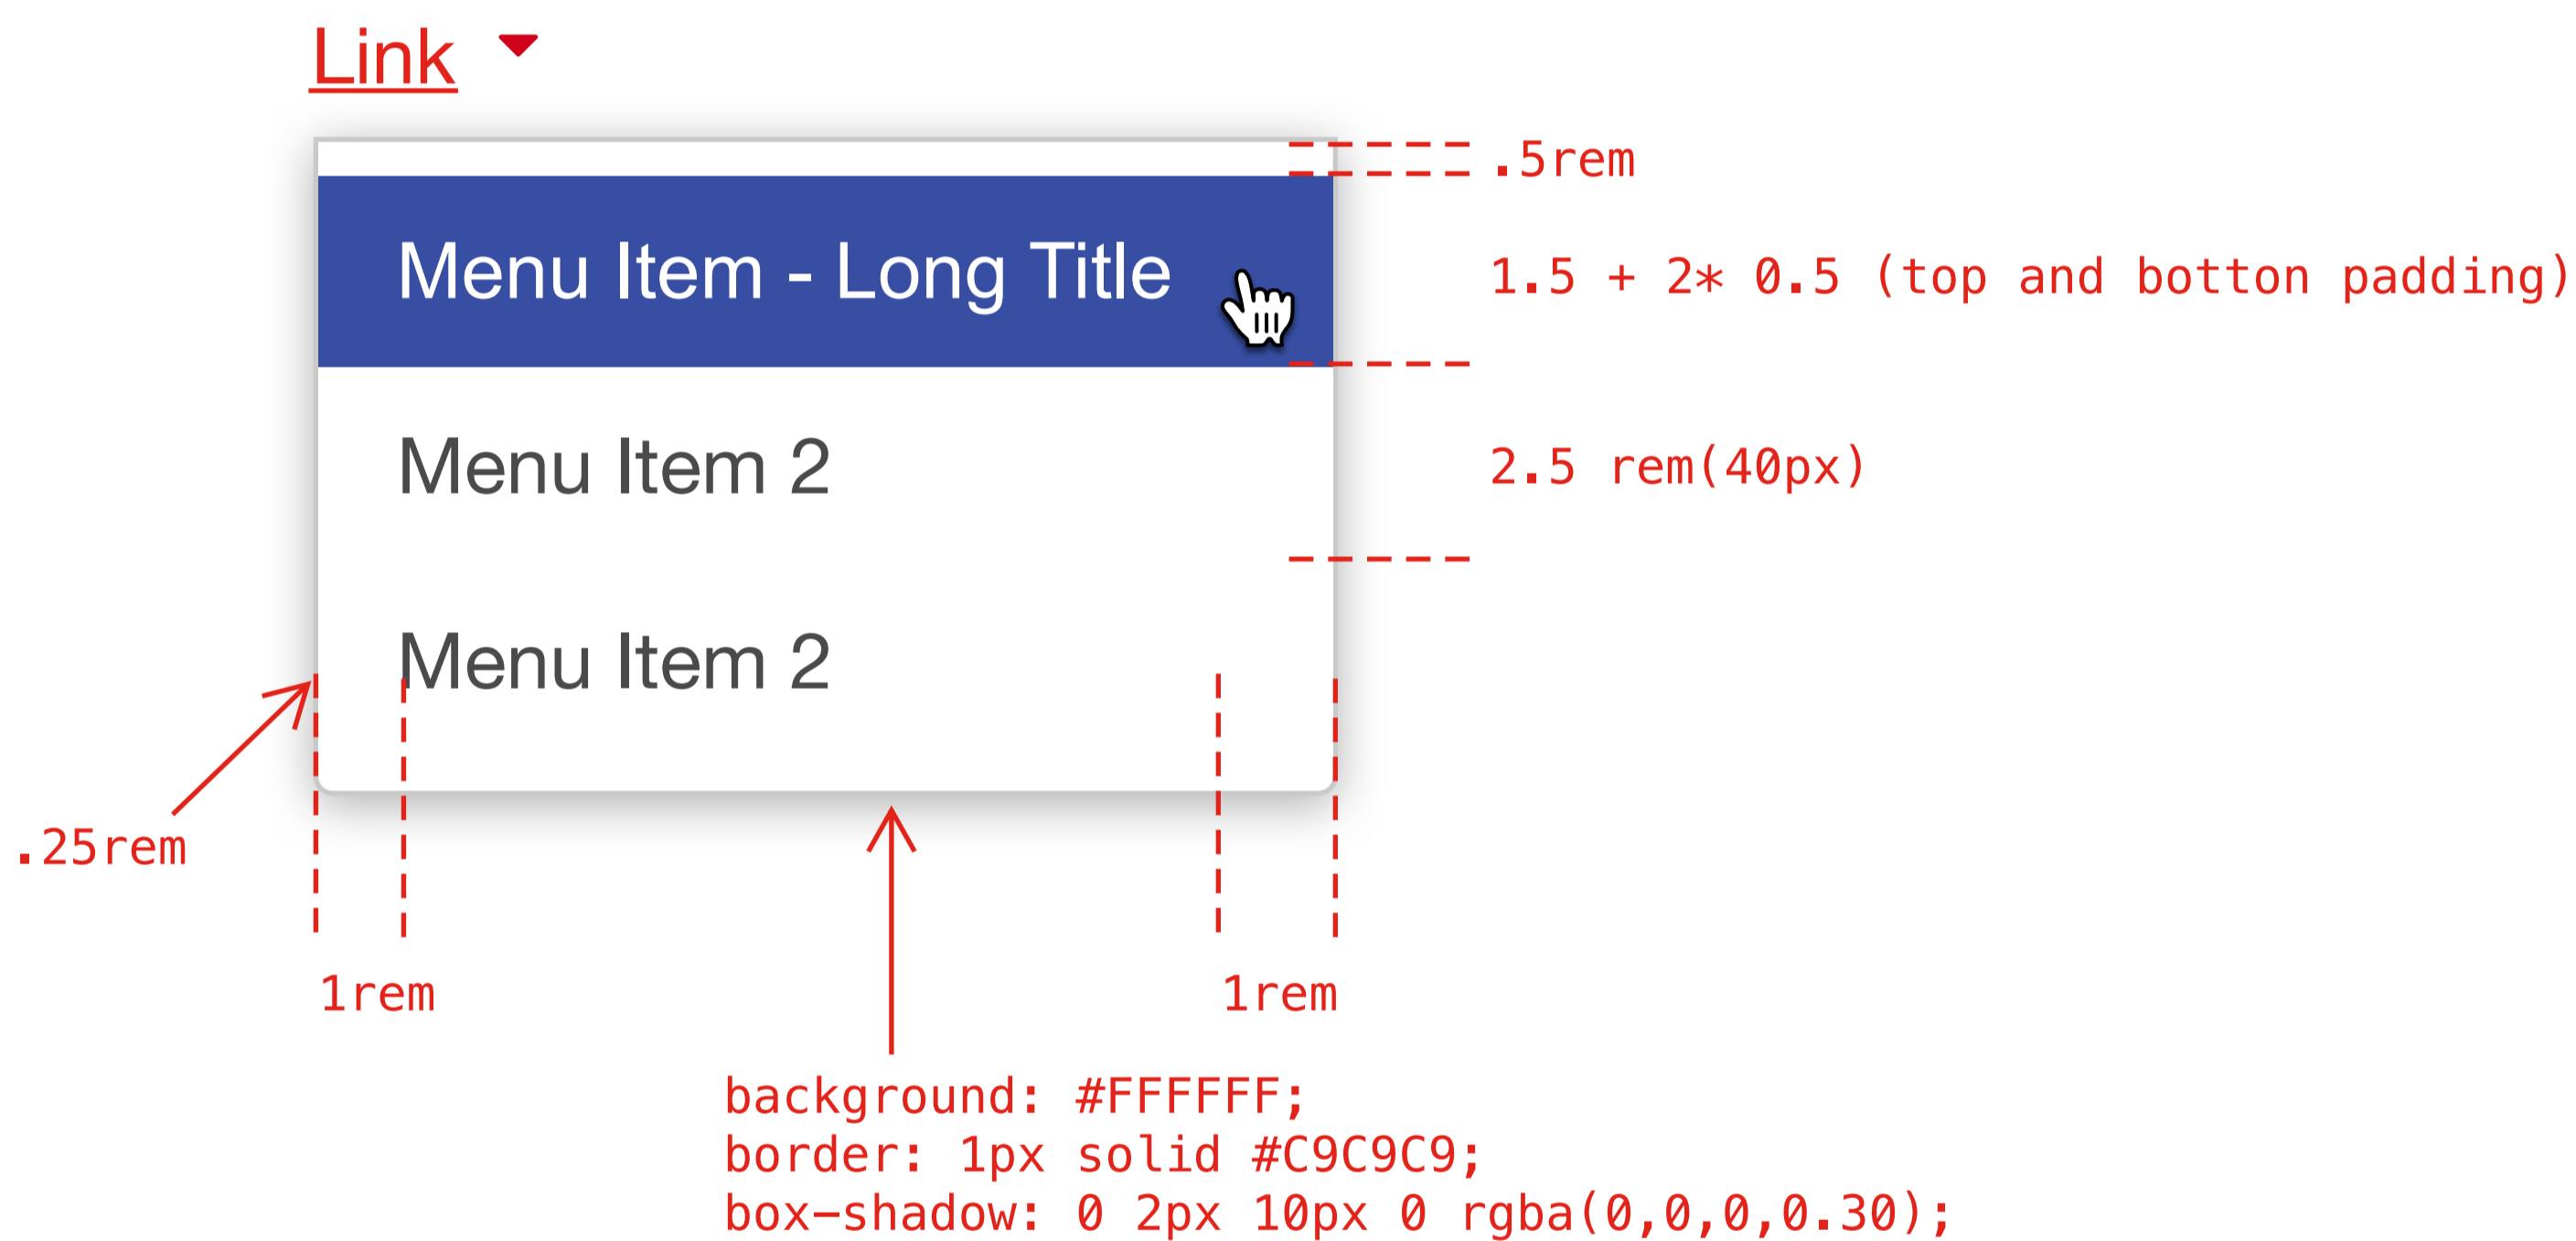 Link
.5rem
Menu Item - Long Title
1.5 + 2* 0.5 (top and botton padding)
Menu Item 2
2.5 rem(40px)
Menu Item 2
.25rem
1rem
1rem
background: #FFFFFF;
border: 1px solid #C9C9C9;
box-shadow: 0 2px 10px 0 rgba(0,0,0,0.30);